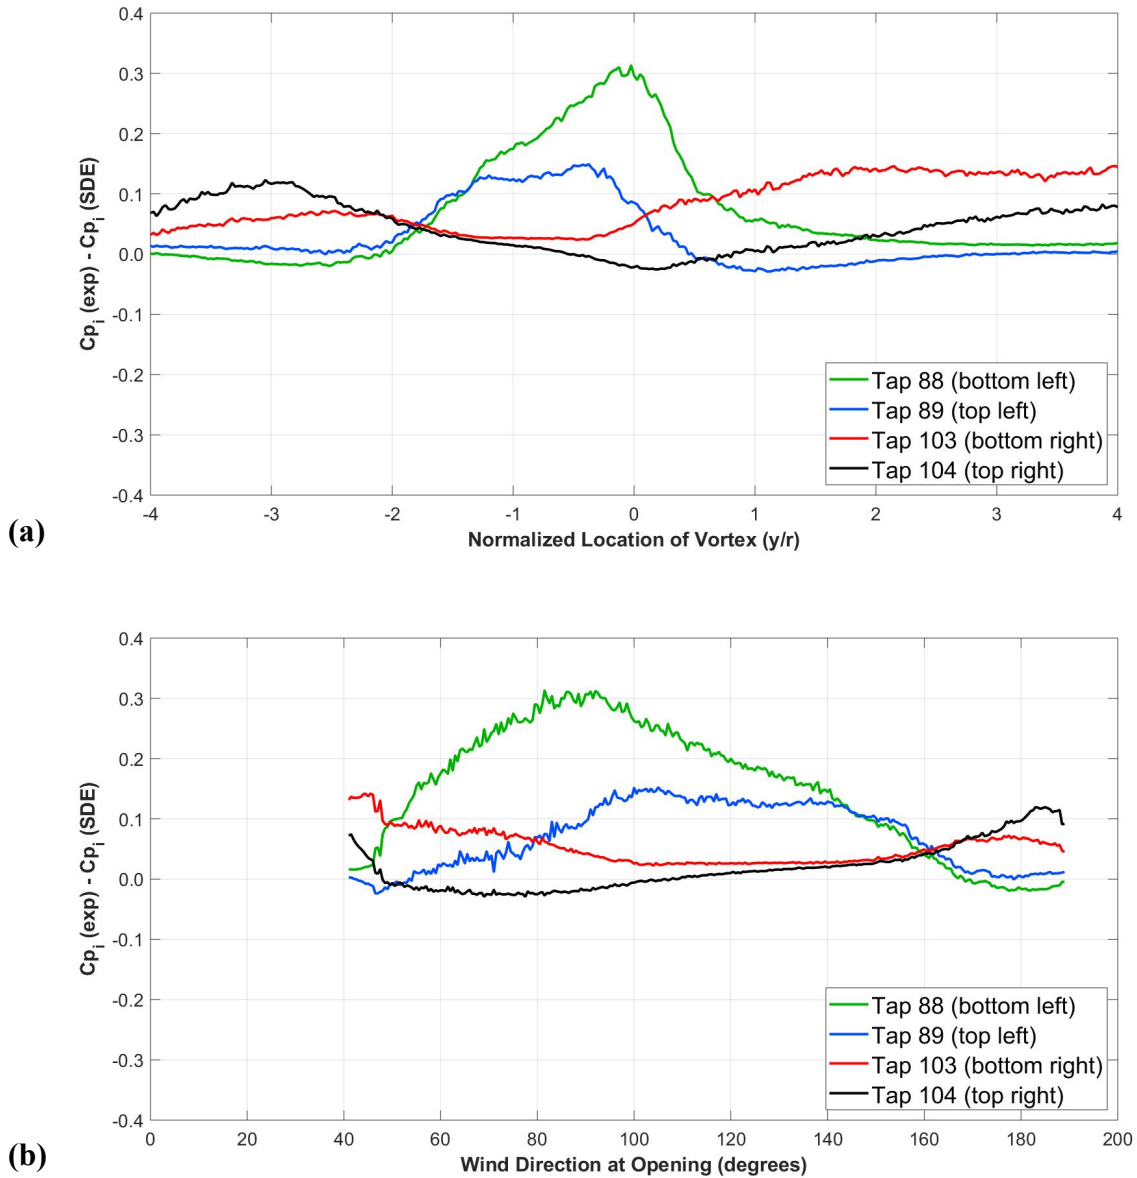 0.4
0.3
0.2
0.1
0.0
-0.1
-0.2
-0.3
-0.4
Cp_i (exp) - Cp_i (SDE)
Tap 88 (bottom left)
Tap 89 (top left)
Tap 103 (bottom right)
Tap 104 (top right)
-4 -3 -2 -1 0 1 2 3 4
Normalized Location of Vortex (y/r)
(a)
0.4
0.3
0.2
0.1
0.0
-0.1
-0.2
-0.3
-0.4
Cp_i (exp) - Cp_i (SDE)
Tap 88 (bottom left)
Tap 89 (top left)
Tap 103 (bottom right)
Tap 104 (top right)
0 20 40 60 80 100 120 140 160 180 200
Wind Direction at Opening (degrees)
(b)